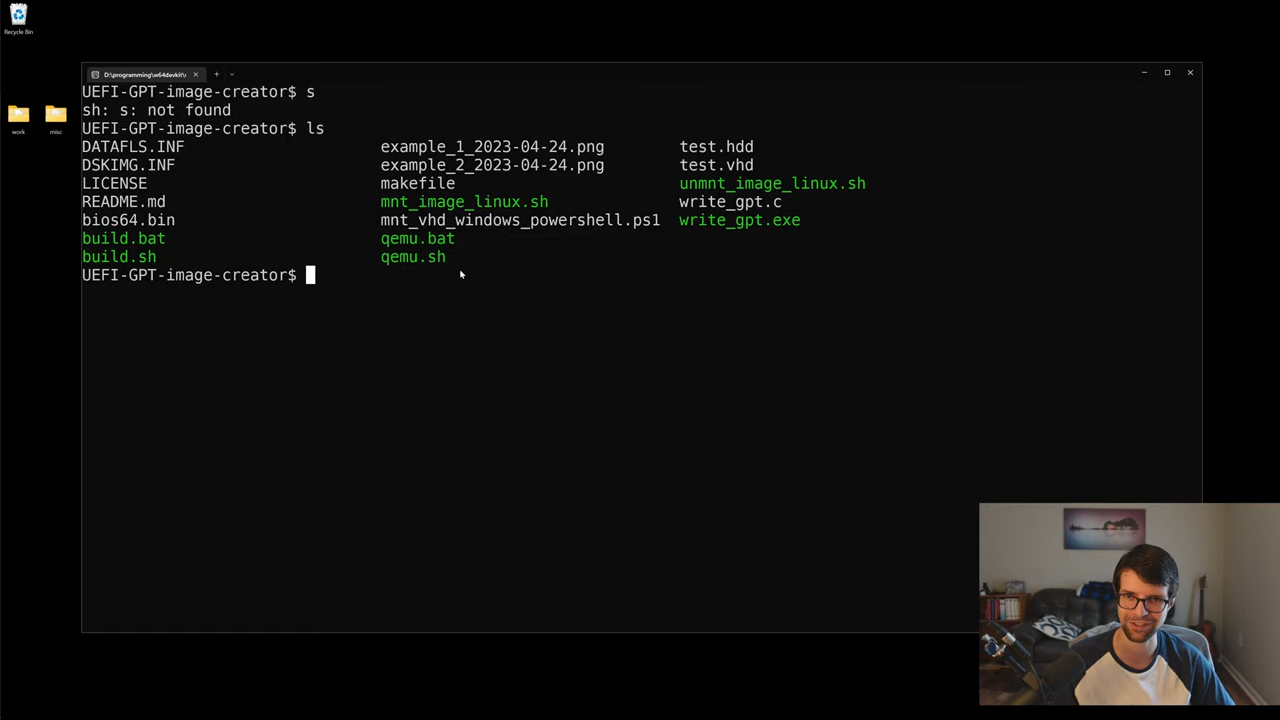 Recycle Bin
work
misc
D:\programming\w64devkit\
UEFI-GPT-image-creator$ s
sh: s: not found
UEFI-GPT-image-creator$ ls
DATAFLS.INF example_1_2023-04-24.png test.hdd
DSKIMG.INF example_2_2023-04-24.png test.vhd
LICENSE makefile unmnt_image_linux.sh
README.md mnt_image_linux.sh write_gpt.c
bios64.bin mnt_vhd_windows_powershell.ps1 write_gpt.exe
build.bat qemu.bat
build.sh qemu.sh
UEFI-GPT-image-creator$